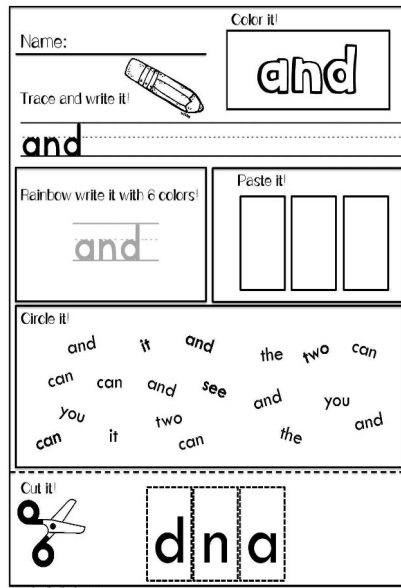 Name:
Color it!
and
Trace and write it!
and
Rainbow write it with 6 colors!
and
Paste it!
Circle it!
and it and the two can
can can and see and you
you two and
can it can the
Cut it!
d n a